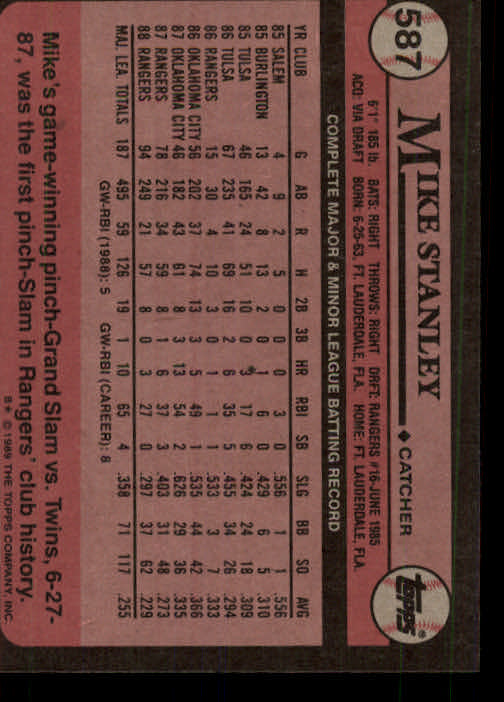 587
MIKE STANLEY
◆ CATCHER
TOPPS®
6'1" 185 lb. BATS: RIGHT THROWS: RIGHT DRFT: RANGERS #16-JUNE 1985
ACQ: VIA DRAFT BORN: 6-25-63, FT. LAUDERDALE, FLA. HOME: FT. LAUDERDALE, FLA.
COMPLETE MAJOR & MINOR LEAGUE BATTING RECORD
YR CLUB G AB R H 2B 3B HR RBI SB SLG BB SO AVG
85 SALEM 4 9 2 5 0 0 0 3 0 .556 1 1 .556
85 BURLINGTON 13 42 8 13 2 0 1 6 0 .429 6 5 .310
85 TULSA 46 165 24 51 10 0 3 17 6 .424 24 18 .309
86 TULSA 67 235 41 69 16 2 6 35 5 .455 34 26 .294
86 RANGERS 15 30 4 10 3 0 1 1 1 .533 3 7 .333
86 OKLAHOMA CITY 56 202 37 74 13 3 5 49 1 .535 44 42 .366
87 OKLAHOMA CITY 46 182 43 61 8 3 13 54 2 .626 29 36 .335
87 RANGERS 78 216 34 59 8 1 6 37 3 .403 31 48 .273
88 RANGERS 94 249 21 57 8 0 3 27 0 .297 37 62 .229
MAJ. LEA. TOTALS 187 495 59 126 19 1 10 65 4 .358 71 117 .255
GW-RBI (1988): 5 GW-RBI (CAREER): 8
Mike's game-winning pinch-Grand Slam vs. Twins, 6-27-
87, was the first pinch-Slam in Rangers' club history.
B* © 1989 THE TOPPS COMPANY, INC.